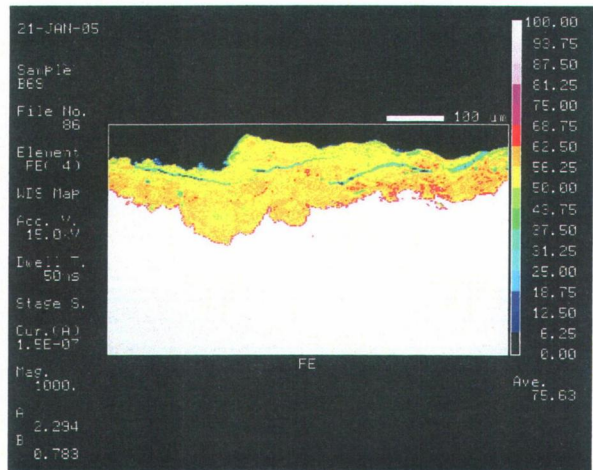 21-JAN-05
Sample
B6S
File No.
86
Element
FE( 4)
WDS Map
Acc. V.
15.0kV
Dwell T.
50ms
Stage S.
Cur.(A)
1.5E-07
Mag.
1000.
A
2.294
B
0.783
100 um
FE
100.00
93.75
87.50
81.25
75.00
68.75
62.50
56.25
50.00
43.75
37.50
31.25
25.00
18.75
12.50
6.25
0.00
Ave.
75.63